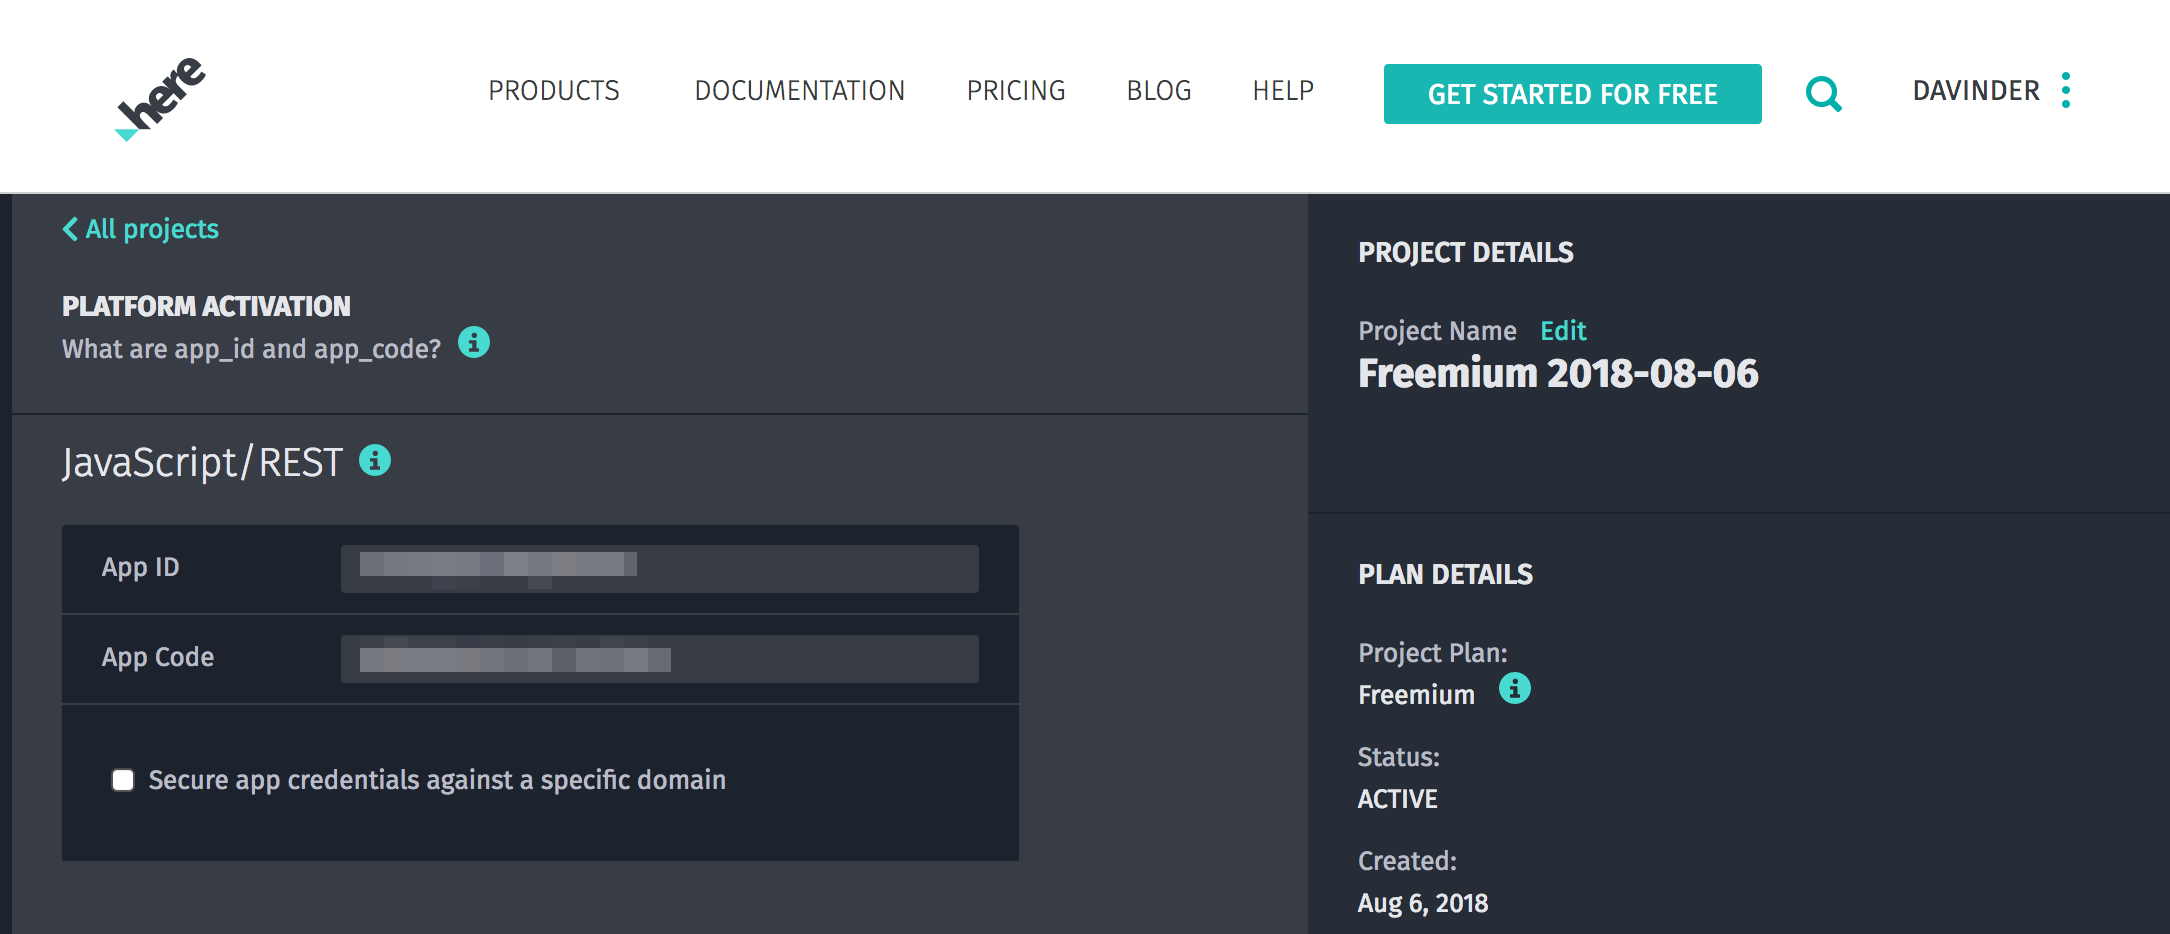 here
PRODUCTS DOCUMENTATION PRICING BLOG HELP GET STARTED FOR FREE DAVINDER
All projects
PLATFORM ACTIVATION
What are app_id and app_code?
JavaScript/REST
App ID
App Code
Secure app credentials against a specific domain
PROJECT DETAILS
Project Name Edit
Freemium 2018-08-06
PLAN DETAILS
Project Plan:
Freemium
Status:
ACTIVE
Created:
Aug 6, 2018